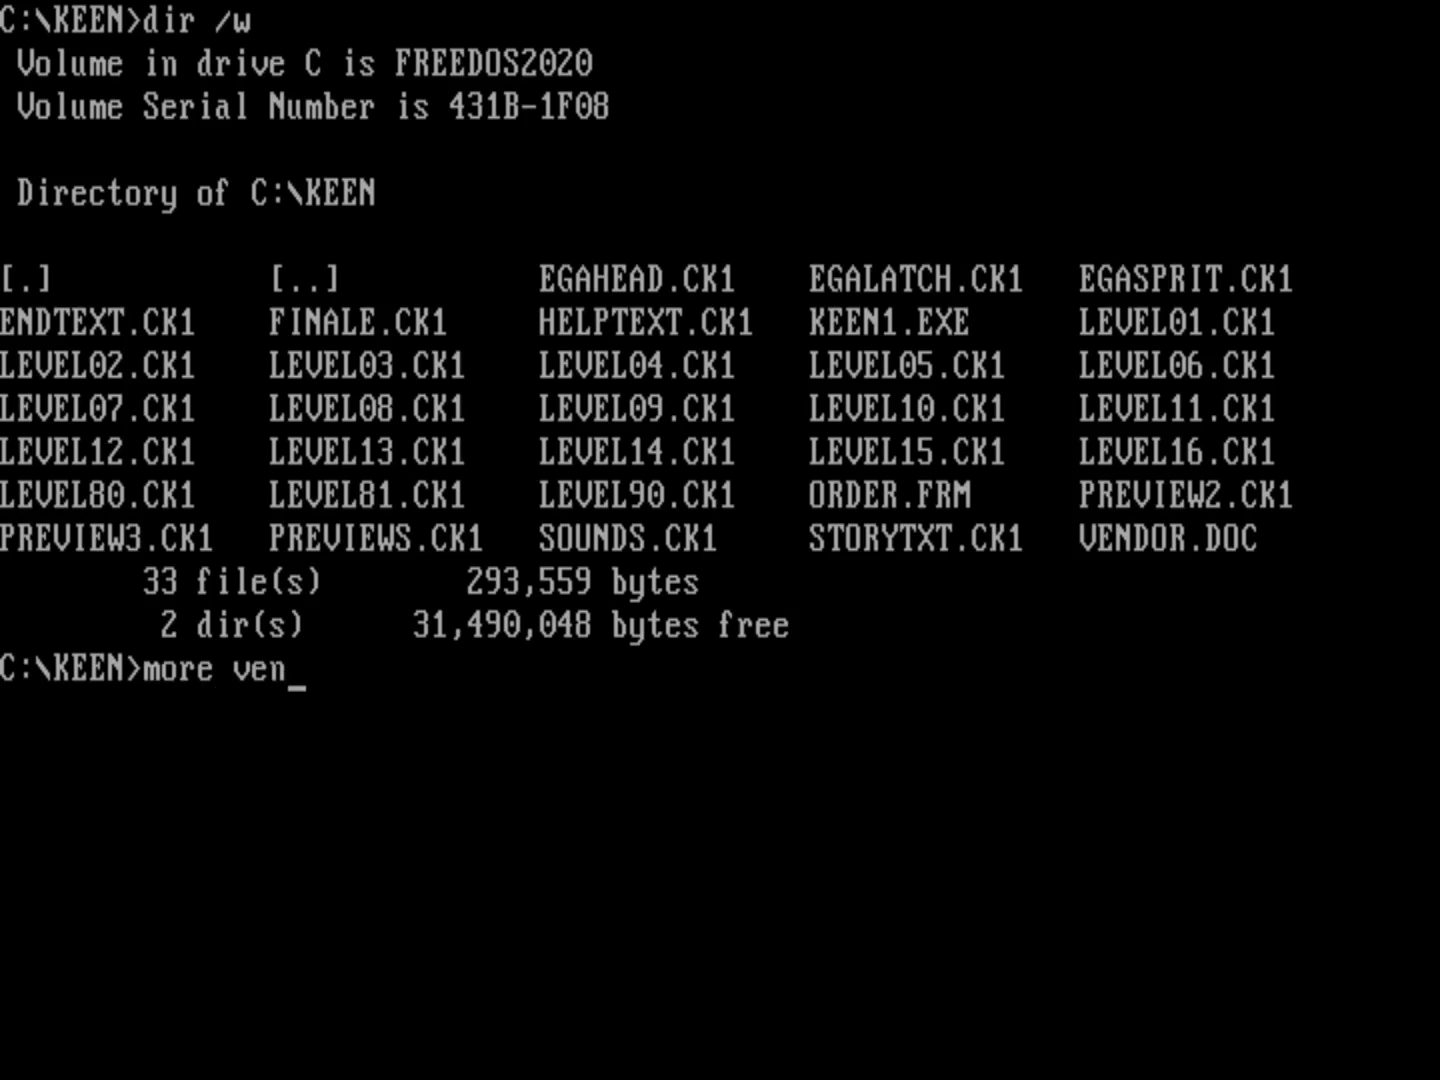 C:\KEEN>dir /w
Volume in drive C is FREEDOS2020
Volume Serial Number is 431B-1F08
Directory of C:\KEEN
[.] [..] EGAHEAD.CK1 EGALATCH.CK1 EGASPRIT.CK1
ENDTEXT.CK1 FINALE.CK1 HELPTEXT.CK1 KEEN1.EXE LEVEL01.CK1
LEVEL02.CK1 LEVEL03.CK1 LEVEL04.CK1 LEVEL05.CK1 LEVEL06.CK1
LEVEL07.CK1 LEVEL08.CK1 LEVEL09.CK1 LEVEL10.CK1 LEVEL11.CK1
LEVEL12.CK1 LEVEL13.CK1 LEVEL14.CK1 LEVEL15.CK1 LEVEL16.CK1
LEVEL80.CK1 LEVEL81.CK1 LEVEL90.CK1 ORDER.FRM PREVIEW2.CK1
PREVIEW3.CK1 PREVIEWS.CK1 SOUNDS.CK1 STORYTXT.CK1 VENDOR.DOC
33 file(s) 293,559 bytes
2 dir(s) 31,490,048 bytes free
C:\KEEN>more ven_